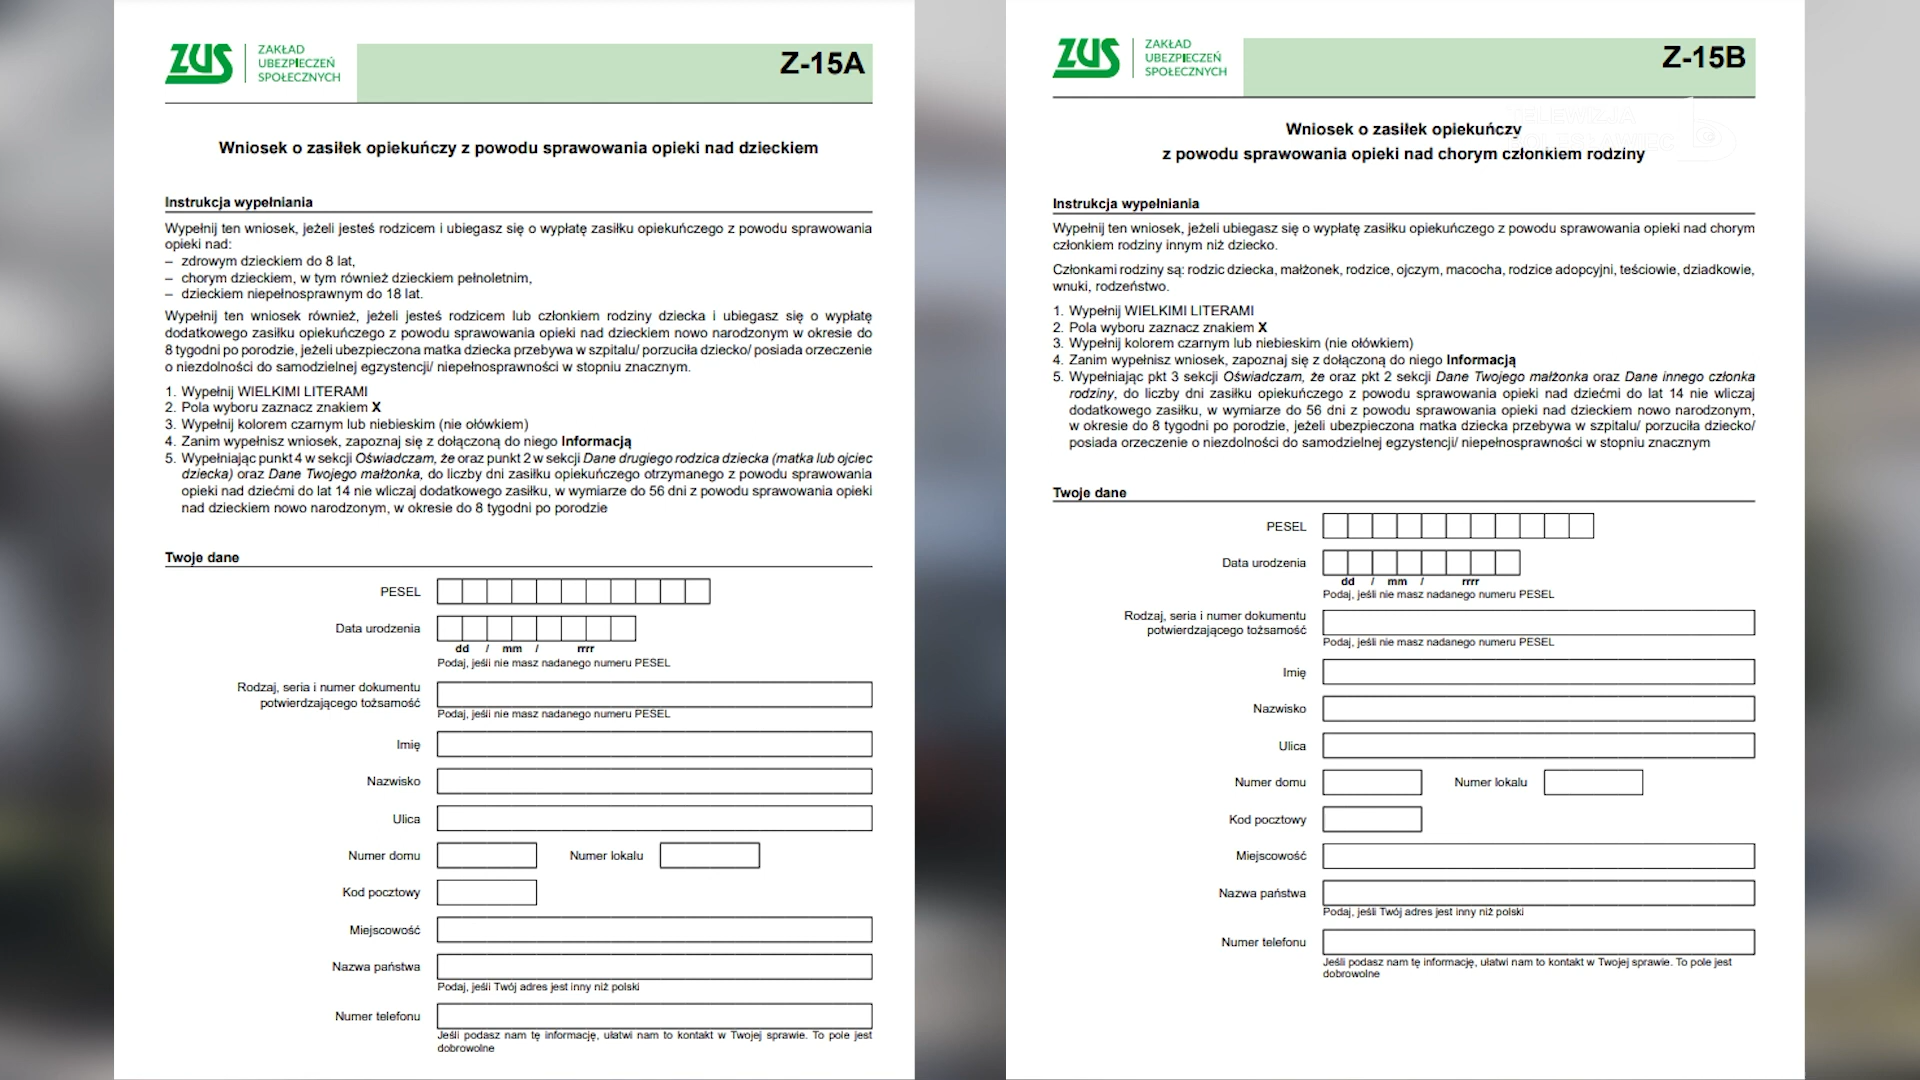 ZUS
ZAKŁAD
UBEZPIECZEŃ
SPOŁECZNYCH
Z-15A
Wniosek o zasiłek opiekuńczy z powodu sprawowania opieki nad dzieckiem
Instrukcja wypełniania
Wypełnij ten wniosek, jeżeli jesteś rodzicem i ubiegasz się o wypłatę zasiłku opiekuńczego z powodu sprawowania
opieki nad:
– zdrowym dzieckiem do 8 lat,
– chorym dzieckiem, w tym również dzieckiem pełnoletnim,
– dzieckiem niepełnosprawnym do 18 lat.
Wypełnij ten wniosek również, jeżeli jesteś rodzicem lub członkiem rodziny dziecka i ubiegasz się o wypłatę
dodatkowego zasiłku opiekuńczego z powodu sprawowania opieki nad dzieckiem nowo narodzonym w okresie do
8 tygodni po porodzie, jeżeli ubezpieczona matka dziecka przebywa w szpitalu/ porzuciła dziecko/ posiada orzeczenie
o niezdolności do samodzielnej egzystencji/ niepełnosprawności w stopniu znacznym.
1. Wypełnij WIELKIMI LITERAMI
2. Pola wyboru zaznacz znakiem X
3. Wypełnij kolorem czarnym lub niebieskim (nie ołówkiem)
4. Zanim wypełnisz wniosek, zapoznaj się z dołączoną do niego Informacją
5. Wypełniając punkt 4 w sekcji Oświadczam, że oraz punkt 2 w sekcji Dane drugiego rodzica dziecka (matka lub ojciec
dziecka) oraz Dane Twojego małżonka, do liczby dni zasiłku opiekuńczego otrzymanego z powodu sprawowania
opieki nad dziećmi do lat 14 nie wliczaj dodatkowego zasiłku, w wymiarze do 56 dni z powodu sprawowania opieki
nad dzieckiem nowo narodzonym, w okresie do 8 tygodni po porodzie
Twoje dane
PESEL
Data urodzenia
dd / mm / rrrr
Podaj, jeśli nie masz nadanego numeru PESEL
Rodzaj, seria i numer dokumentu
potwierdzającego tożsamość
Podaj, jeśli nie masz nadanego numeru PESEL
Imię
Nazwisko
Ulica
Numer domu Numer lokalu
Kod pocztowy
Miejscowość
Nazwa państwa
Podaj, jeśli Twój adres jest inny niż polski
Numer telefonu
Jeśli podasz nam tę informację, ułatwi nam to kontakt w Twojej sprawie. To pole jest
dobrowolne
ZUS
ZAKŁAD
UBEZPIECZEŃ
SPOŁECZNYCH
Z-15B
TELEWIZJA
Wniosek o zasiłek opiekuńczy
z powodu sprawowania opieki nad chorym członkiem rodziny
Instrukcja wypełniania
Wypełnij ten wniosek, jeżeli ubiegasz się o wypłatę zasiłku opiekuńczego z powodu sprawowania opieki nad chorym
członkiem rodziny innym niż dziecko.
Członkami rodziny są: rodzic dziecka, małżonek, rodzice, ojczym, macocha, rodzice adopcyjni, teściowie, dziadkowie,
wnuki, rodzeństwo.
1. Wypełnij WIELKIMI LITERAMI
2. Pola wyboru zaznacz znakiem X
3. Wypełnij kolorem czarnym lub niebieskim (nie ołówkiem)
4. Zanim wypełnisz wniosek, zapoznaj się z dołączoną do niego Informacją
5. Wypełniając pkt 3 sekcji Oświadczam, że oraz pkt 2 sekcji Dane Twojego małżonka oraz Dane innego członka
rodziny, do liczby dni zasiłku opiekuńczego z powodu sprawowania opieki nad dziećmi do lat 14 nie wliczaj
dodatkowego zasiłku, w wymiarze do 56 dni z powodu sprawowania opieki nad dzieckiem nowo narodzonym,
w okresie do 8 tygodni po porodzie, jeżeli ubezpieczona matka dziecka przebywa w szpitalu/ porzuciła dziecko/
posiada orzeczenie o niezdolności do samodzielnej egzystencji/ niepełnosprawności w stopniu znacznym
Twoje dane
PESEL
Data urodzenia
dd / mm / rrrr
Podaj, jeśli nie masz nadanego numeru PESEL
Rodzaj, seria i numer dokumentu
potwierdzającego tożsamość
Podaj, jeśli nie masz nadanego numeru PESEL
Imię
Nazwisko
Ulica
Numer domu Numer lokalu
Kod pocztowy
Miejscowość
Nazwa państwa
Podaj, jeśli Twój adres jest inny niż polski
Numer telefonu
Jeśli podasz nam tę informację, ułatwi nam to kontakt w Twojej sprawie. To pole jest
dobrowolne